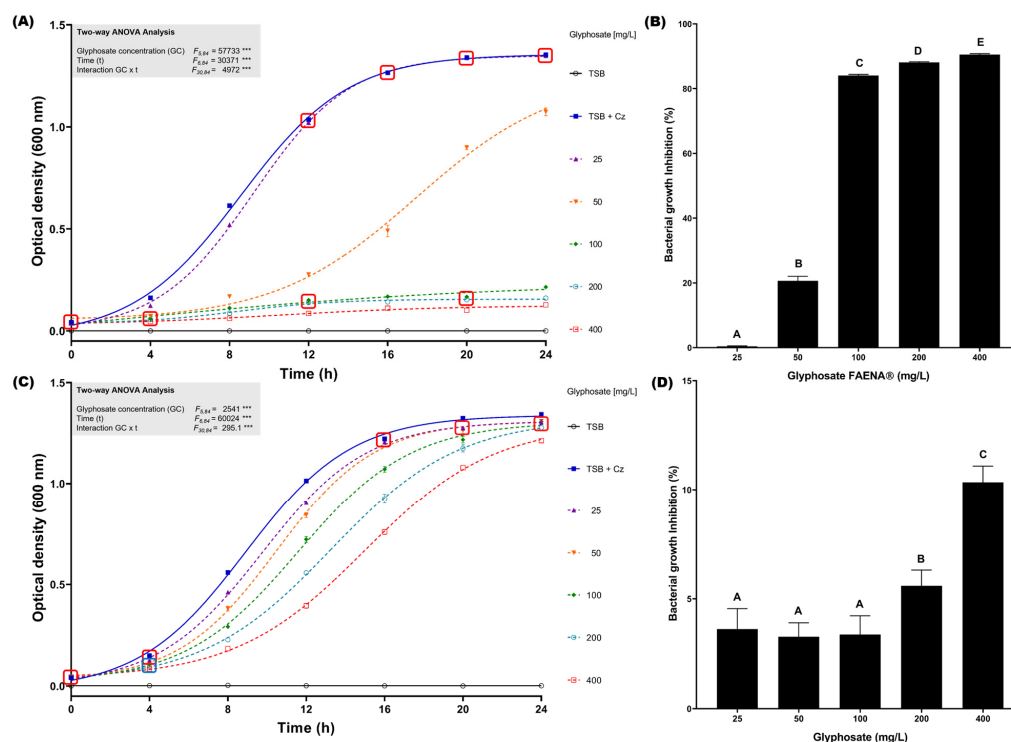 (A)
Two-way ANOVA Analysis
Glyphosate concentration (GC) F5,84 = 57733 ***
Time (t) F6,84 = 30371 ***
Interaction GC x t F30,84 = 4972 ***
Optical density (600 nm)
1.5
1.0
0.5
0.0
0 4 8 12 16 20 24
Time (h)
Glyphosate [mg/L]
TSB
TSB + Cz
25
50
100
200
400
(B)
Bacterial growth Inhibition (%)
100
80
60
40
20
0
A
B
C
D
E
25 50 100 200 400
Glyphosate FAENA® (mg/L)
(C)
Two-way ANOVA Analysis
Glyphosate concentration (GC) F5,84 = 2541 ***
Time (t) F6,84 = 60024 ***
Interaction GC x t F30,84 = 295.1 ***
Optical density (600 nm)
1.5
1.0
0.5
0.0
0 4 8 12 16 20 24
Time (h)
Glyphosate [mg/L]
TSB
TSB + Cz
25
50
100
200
400
(D)
Bacterial growth Inhibition (%)
15
10
5
0
A
A
A
B
C
25 50 100 200 400
Glyphosate (mg/L)